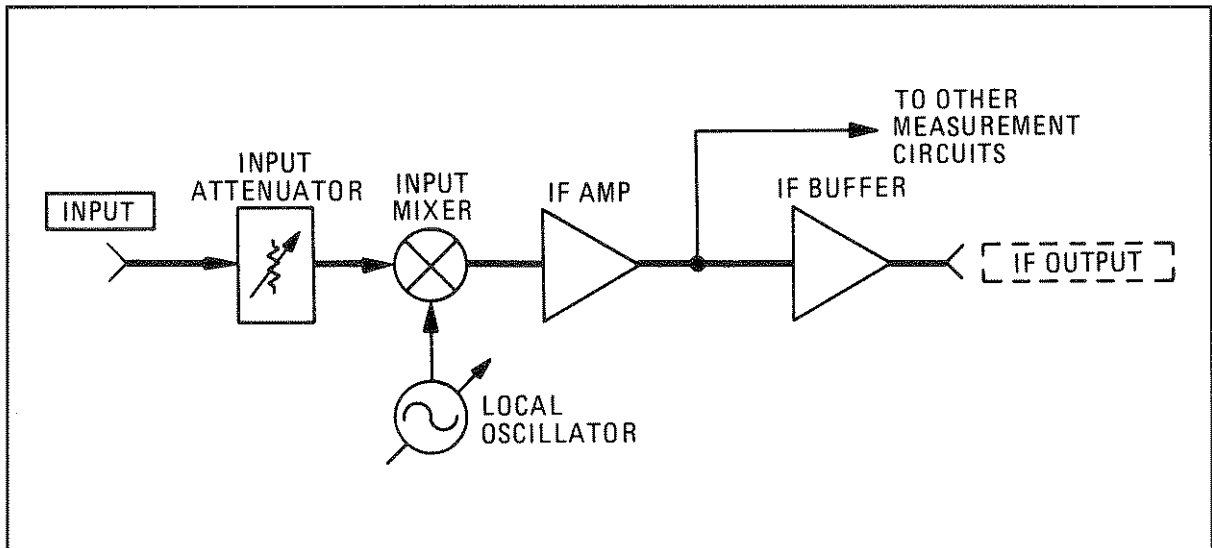 INPUT
INPUT
ATTENUATOR
INPUT
MIXER
IF AMP
TO OTHER
MEASUREMENT
CIRCUITS
IF BUFFER
IF OUTPUT
LOCAL
OSCILLATOR